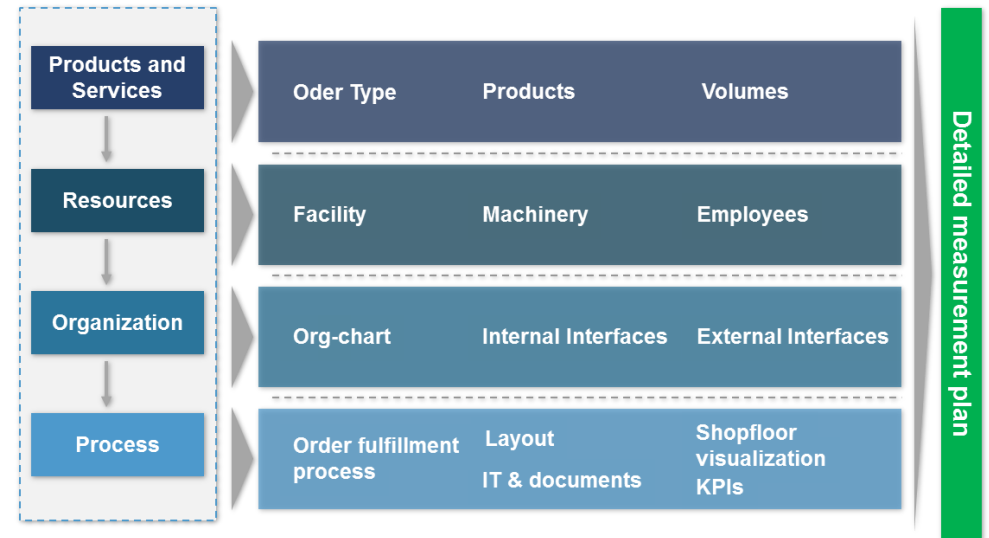 Products and
Services
Oder Type
Products
Volumes
Resources
Facility
Machinery
Employees
Organization
Org-chart
Internal Interfaces
External Interfaces
Process
Order fulfillment
process
Layout
IT & documents
Shopfloor
visualization
KPIs
Detailed measurement plan